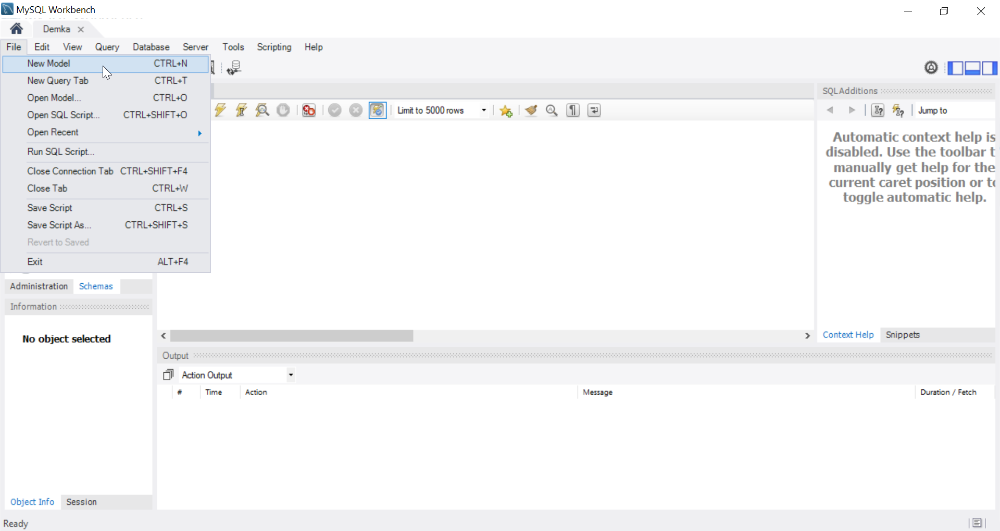 MySQL Workbench
Demka
File Edit View Query Database Server Tools Scripting Help
New Model CTRL+N
New Query Tab CTRL+T
Open Model... CTRL+O
Open SQL Script... CTRL+SHIFT+O
Open Recent
Run SQL Script...
Close Connection Tab CTRL+SHIFT+F4
Close Tab CTRL+W
Save Script CTRL+S
Save Script As... CTRL+SHIFT+S
Revert to Saved
Exit ALT+F4
Limit to 5000 rows
SQLAdditions
Jump to
Automatic context help is
disabled. Use the toolbar t
manually get help for the
current caret position or to
toggle automatic help.
Context Help Snippets
Administration Schemas
Information
No object selected
Object Info Session
Output
Action Output
# Time Action Message Duration / Fetch
Ready